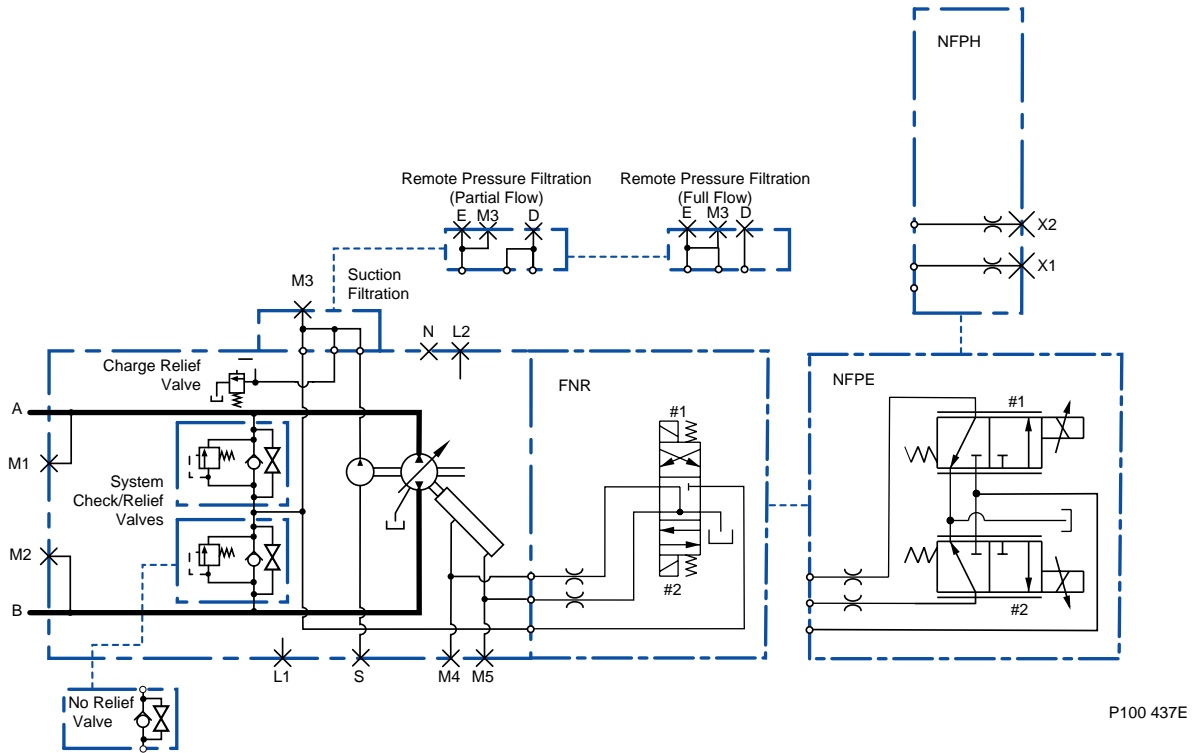 NFPH
X2
X1
Remote Pressure Filtration
(Partial Flow)
E M3 D
Remote Pressure Filtration
(Full Flow)
E M3 D
M3
Suction
Filtration
N
L2
Charge Relief
Valve
FNR
NFPE
A
#1
#1
M1
System
Check/Relief
Valves
M2
#2
#2
B
L1
S
M4
M5
No Relief
Valve
P100 437E